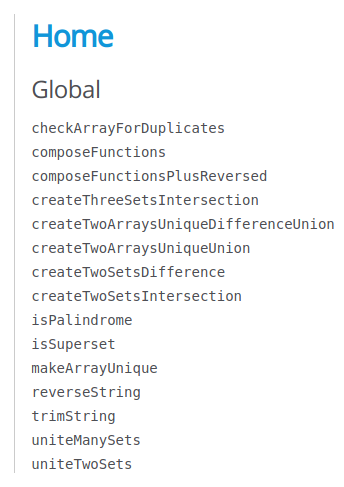 Home
Global
checkArrayForDuplicates
composeFunctions
composeFunctionsPlusReversed
createThreeSetsIntersection
createTwoArraysUniqueDifferenceUnion
createTwoArraysUniqueUnion
createTwoSetsDifference
createTwoSetsIntersection
isPalindrome
isSuperset
makeArrayUnique
reverseString
trimString
uniteManySets
uniteTwoSets